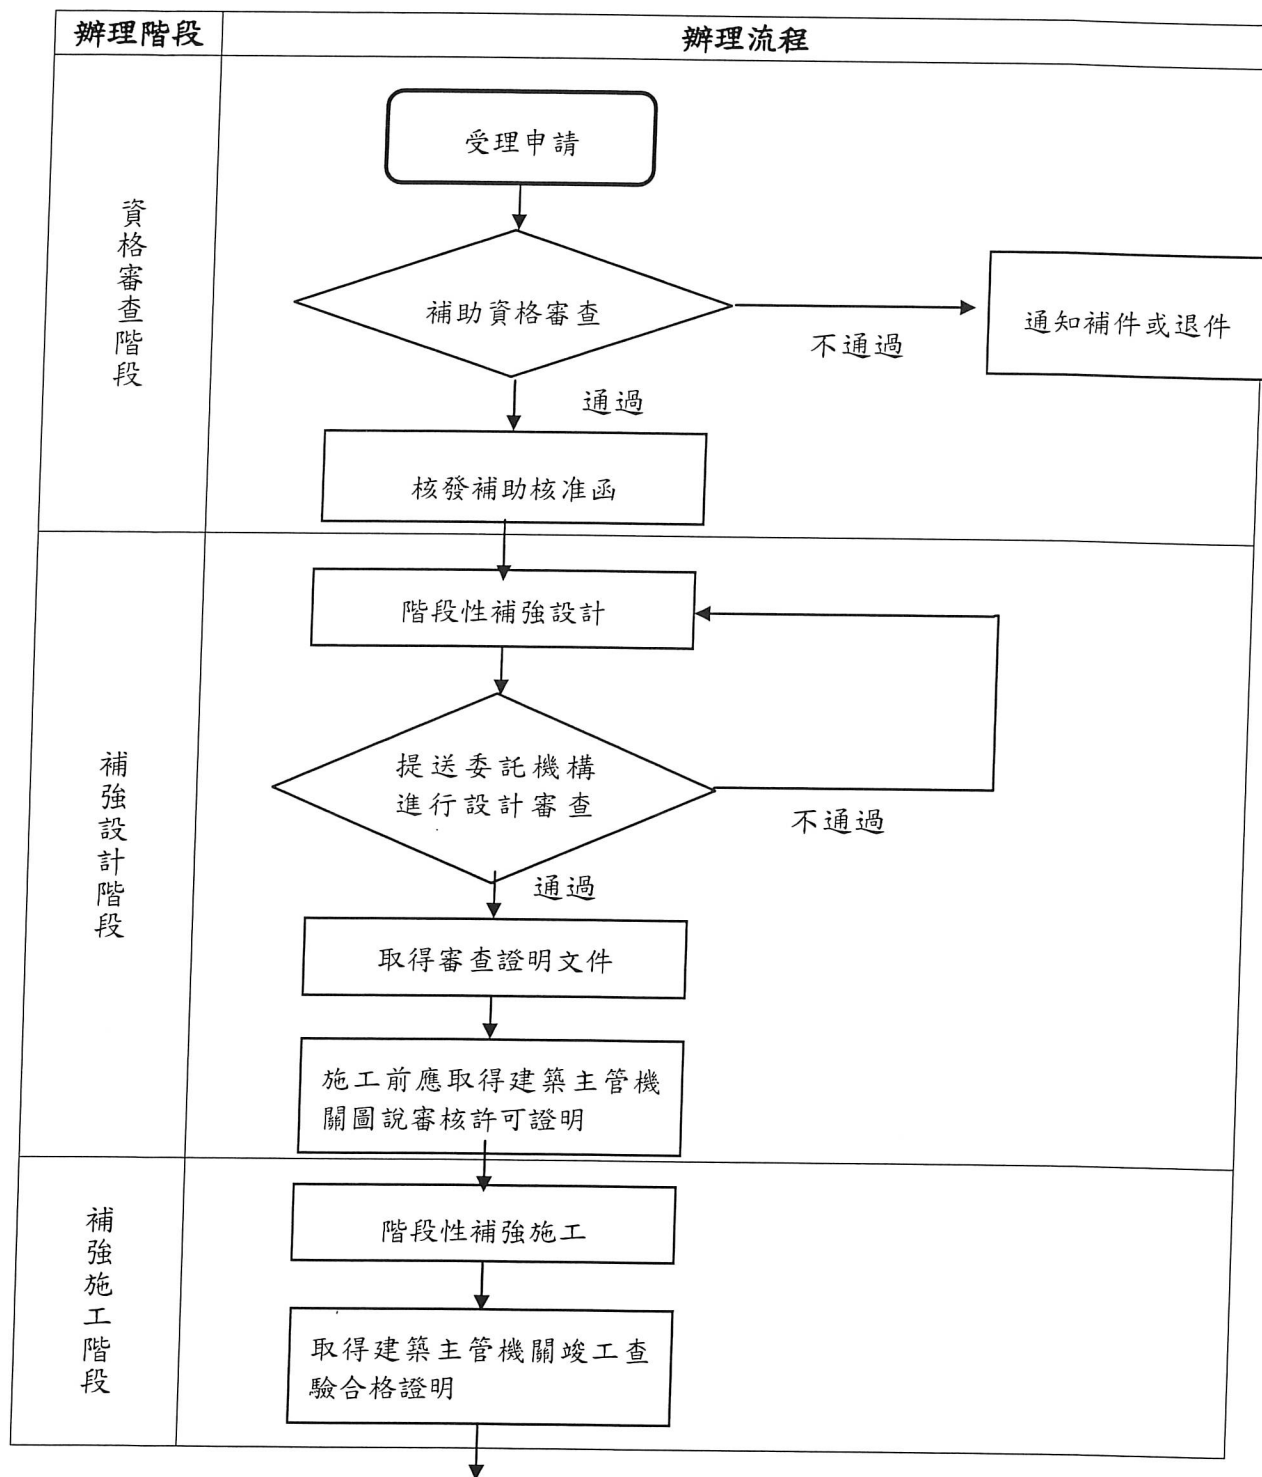 辦理階段
辦理流程
資格審查階段
受理申請
補助資格審查
不通過
通知補件或退件
通過
核發補助核准函
補強設計階段
階段性補強設計
提送委託機構
進行設計審查
不通過
通過
取得審查證明文件
施工前應取得建築主管機
關圖說審核許可證明
補強施工階段
階段性補強施工
取得建築主管機關竣工查
驗合格證明